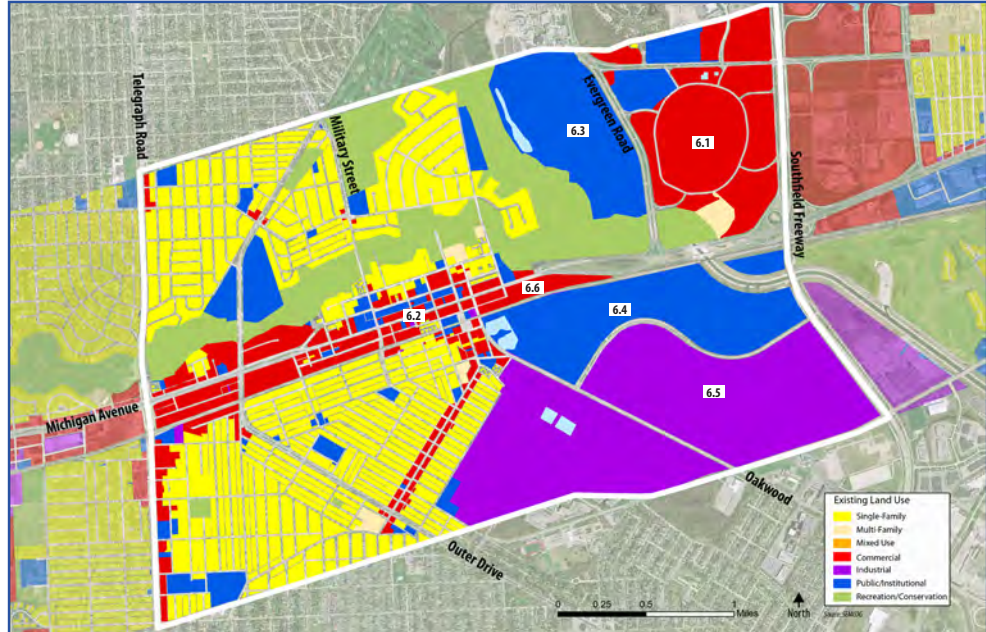 Telegraph Road
Military Street
Evergreen Road
Southfield Freeway
6.3
6.1
6.6
6.2
6.4
6.5
Michigan Avenue
Oakwood
Outer Drive
Existing Land Use
Single-Family
Multi-Family
Mixed Use
Commercial
Industrial
Public/Institutional
Recreation/Conservation
0 0.25 0.5 1
Miles
North
Source: SEMCOG